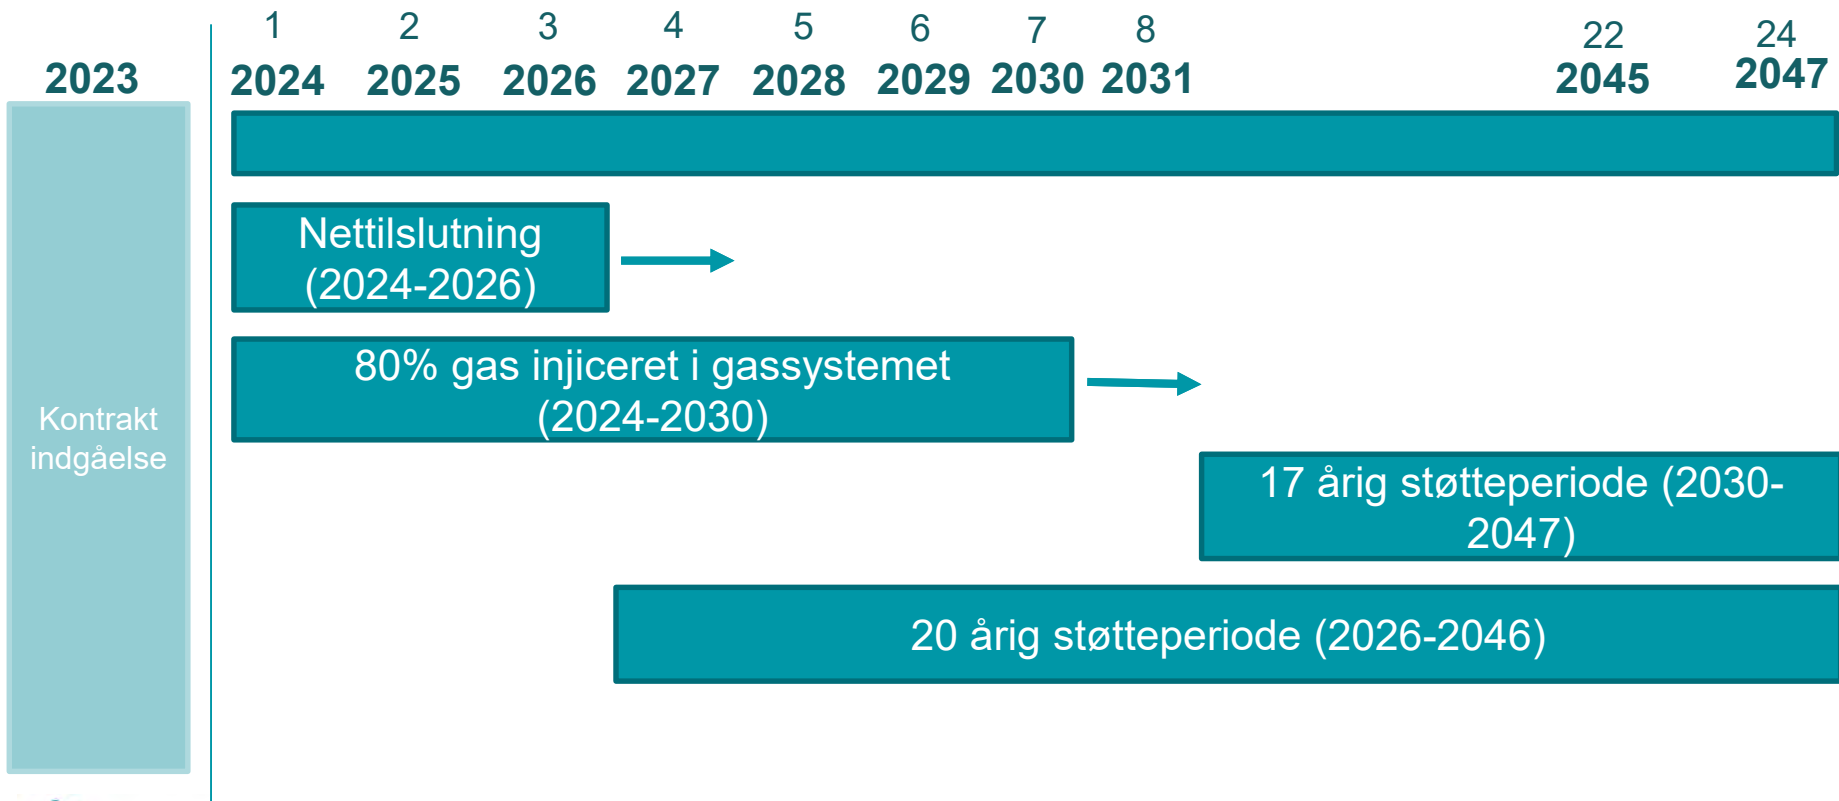 1 2 3 4 5 6 7 8 22 24
2023 2024 2025 2026 2027 2028 2029 2030 2031 2045 2047
Nettilslutning
(2024-2026)
80% gas injiceret i gassystemet
(2024-2030)
Kontrakt
indgåelse
17 årig støtteperiode (2030-
2047)
20 årig støtteperiode (2026-2046)